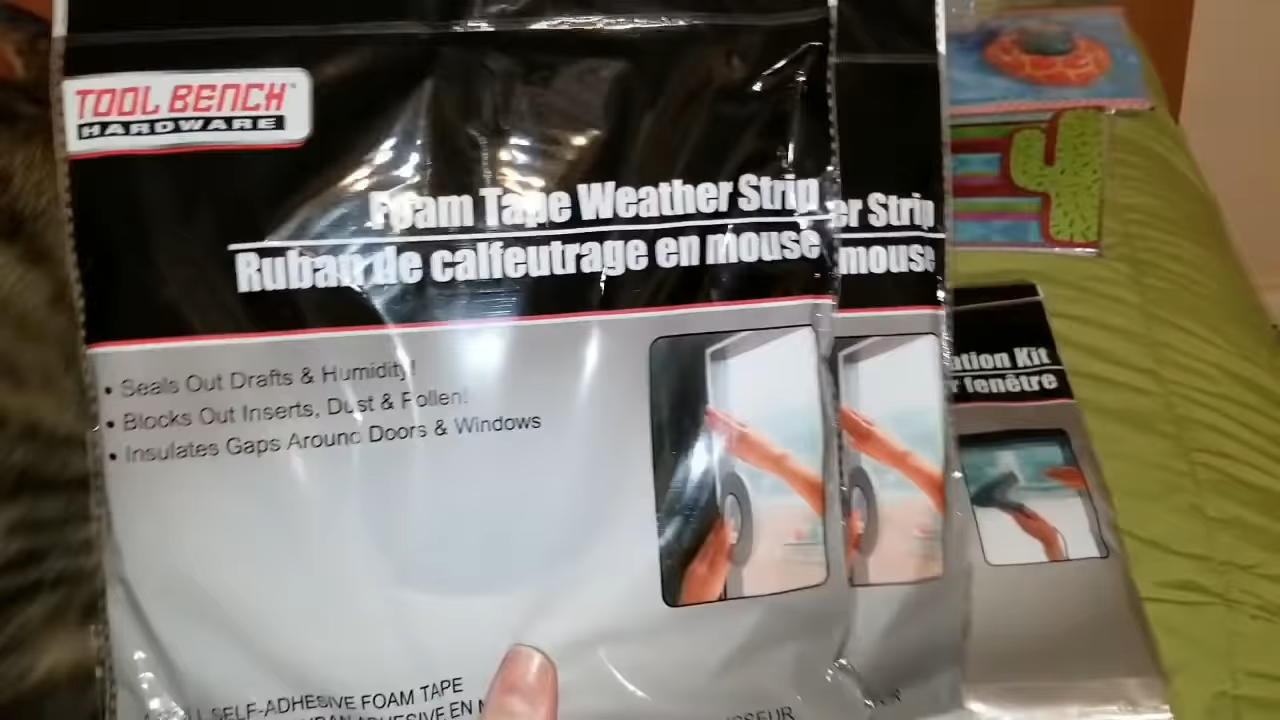 TOOL BENCH
HARDWARE
Foam Tape Weather Strip
Ruban de calfeutrage en mousse
• Seals Out Drafts & Humidity!
• Blocks Out Inserts, Dust & Pollen!
• Insulates Gaps Around Doors & Windows
SELF-ADHESIVE FOAM TAPE
EN
er Strip
mousse
ation Kit
fenêtre